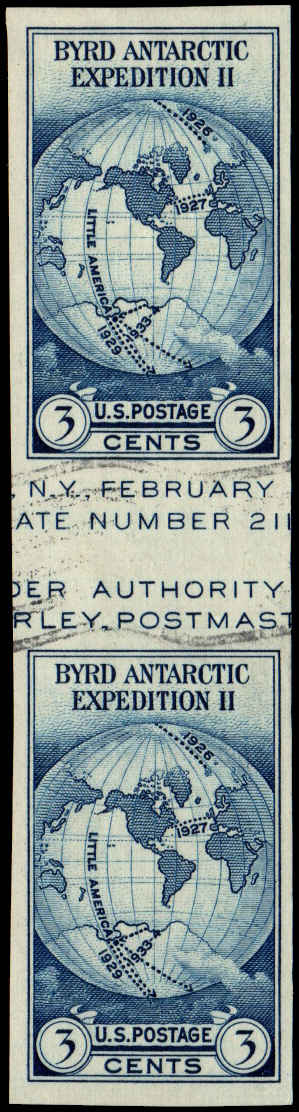 BYRD ANTARCTIC
EXPEDITION II
1926
1927
LITTLE AMERICA
1933
1929
3 U.S. POSTAGE 3
CENTS
, N.Y. FEBRUARY
ATE NUMBER 211
DER AUTHORITY
RLEY, POSTMAST
BYRD ANTARCTIC
EXPEDITION II
1926
1927
LITTLE AMERICA
1933
1929
3 U.S. POSTAGE 3
CENTS